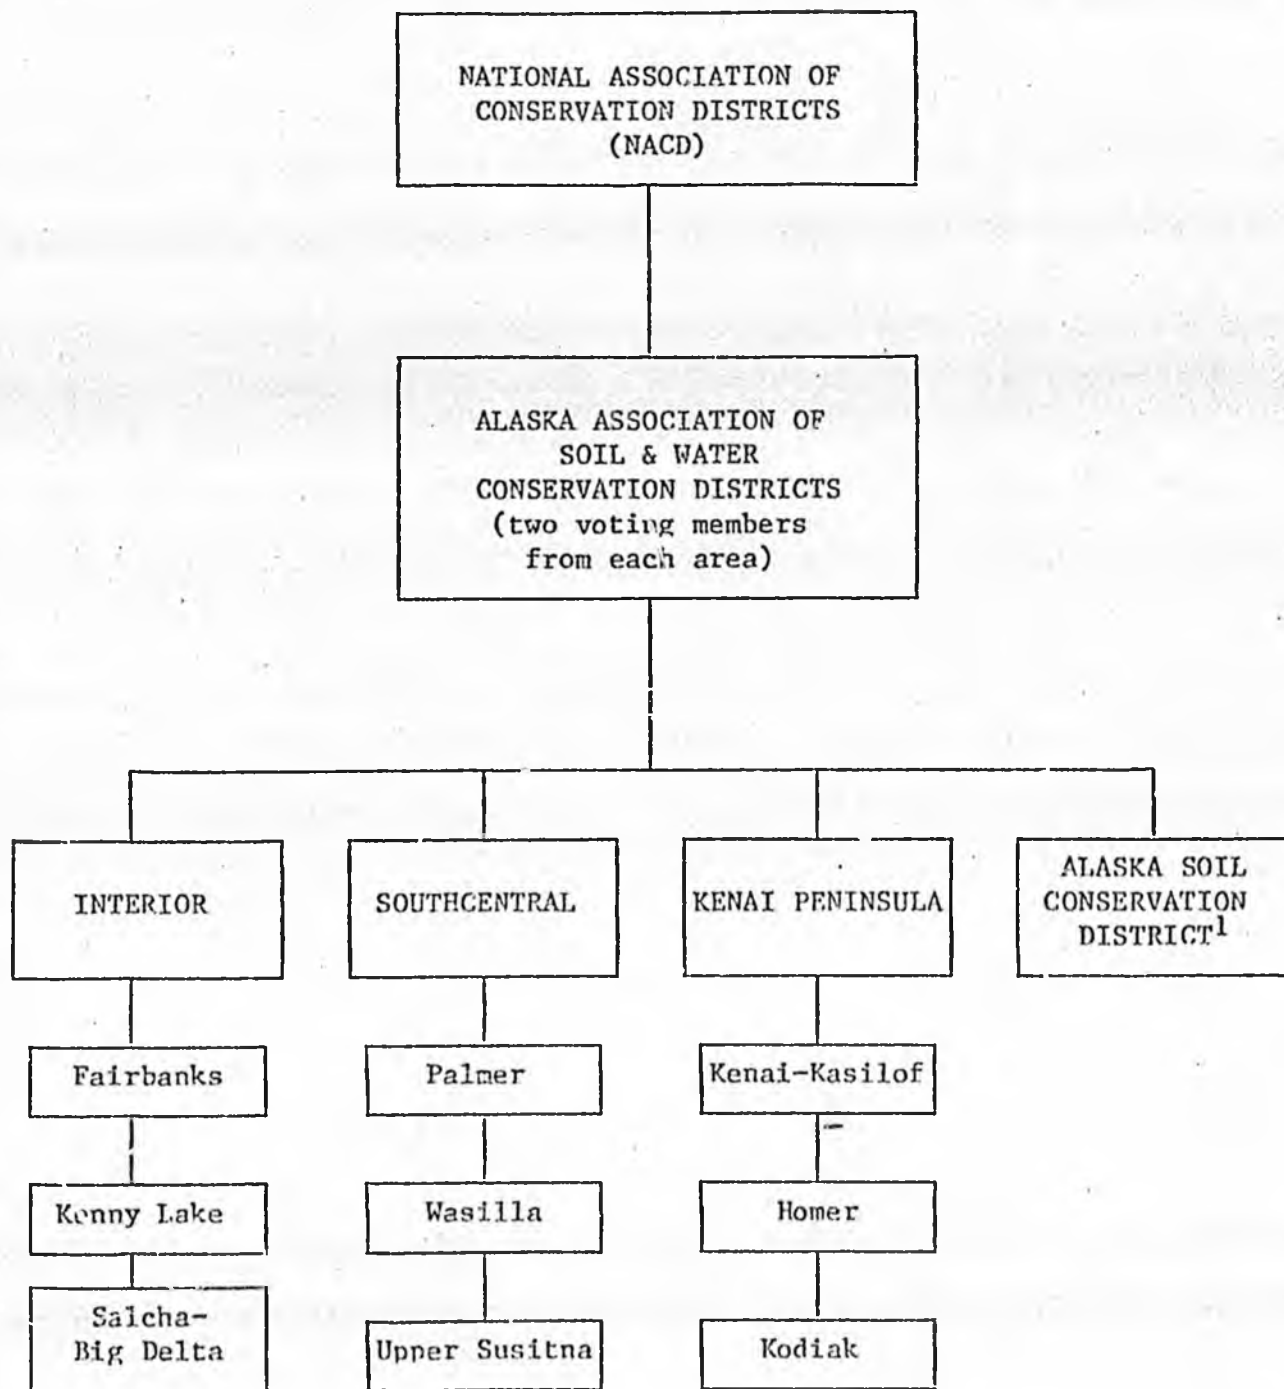 NATIONAL ASSOCIATION OF
CONSERVATION DISTRICTS
(NACD)
ALASKA ASSOCIATION OF
SOIL & WATER
CONSERVATION DISTRICTS
(two voting members
from each area)
INTERIOR
SOUTHCENTRAL
KENAI PENINSULA
ALASKA SOIL
CONSERVATION
DISTRICT1
Fairbanks
Palmer
Kenai-Kasilof
Kenny Lake
Wasilla
Homer
Salcha-
Big Delta
Upper Susitna
Kodiak